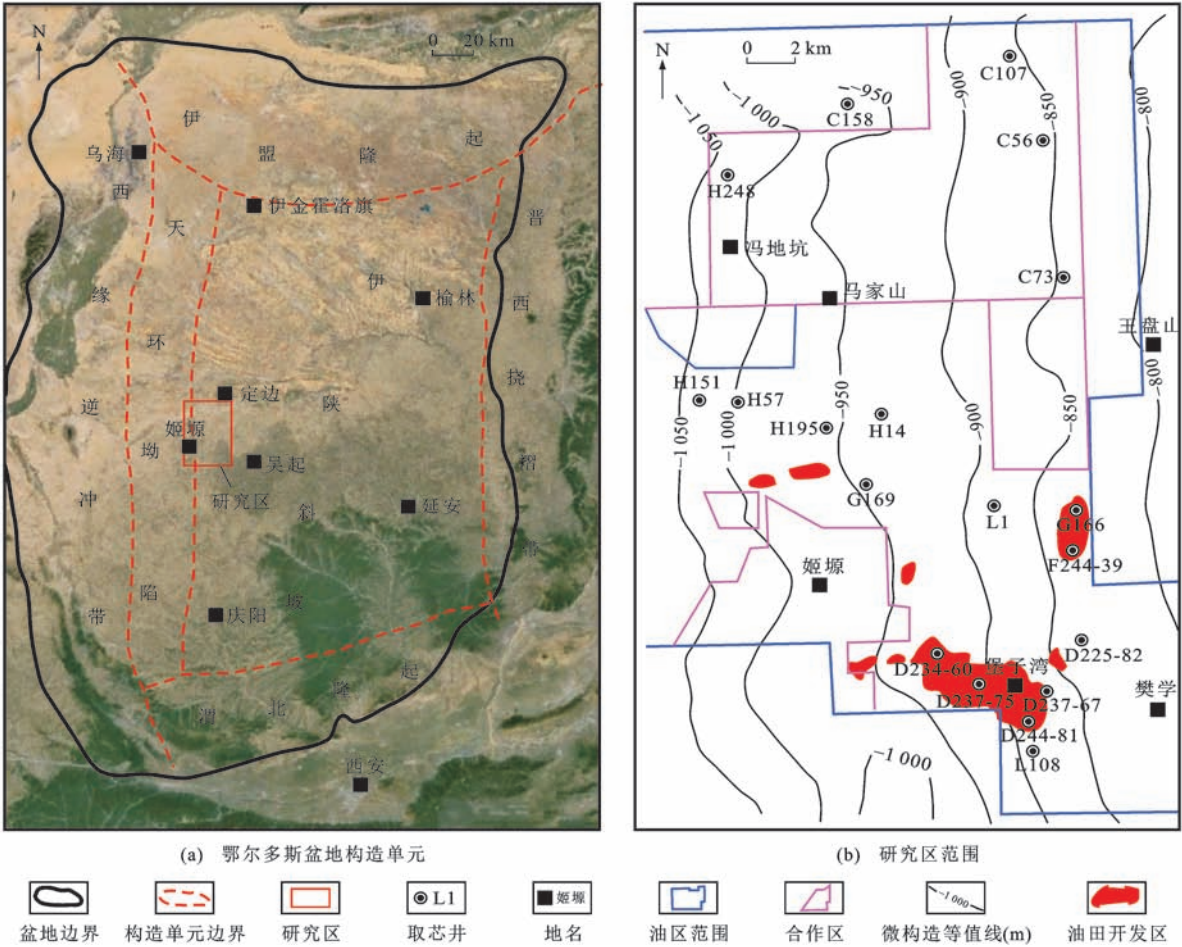 N
0 20 km
伊盟隆起
乌海
伊金霍洛旗
西缘逆冲带
天环坳陷
伊陕斜坡
晋西挠褶带
榆林
定边
姬塬
吴起
研究区
延安
庆阳
渭北隆起
西安
(a) 鄂尔多斯盆地构造单元
N
0 2 km
C107
-900
-850
-800
-950
-1 000
-1 050
C158
C56
H248
冯地坑
C73
马家山
王盘山
-800
H151
H57
-950
H14
-850
H195
-900
-1 050
-1 000
G169
L1
G166
F244-39
姬塬
D225-82
D234-60
堡子湾
D237-75
D237-67
樊学
D244-81
L108
-1 000
(b) 研究区范围
L1
姬塬
-1 000
盆地边界
构造单元边界
研究区
取芯井
地名
油区范围
合作区
微构造等值线(m)
油田开发区